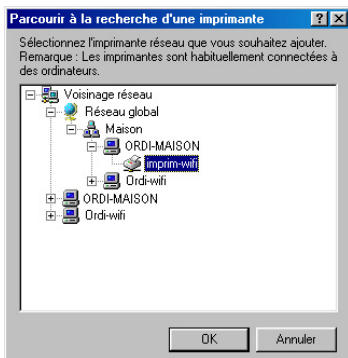 Parcourir à la recherche d'une imprimante
Sélectionnez l'imprimante réseau que vous souhaitez ajouter.
Remarque : Les imprimantes sont habituellement connectées à
des ordinateurs.
Voisinage réseau
Réseau global
Maison
ORDI-MAISON
imprim-wifi
Ordi-wifi
ORDI-MAISON
Ordi-wifi
OK Annuler